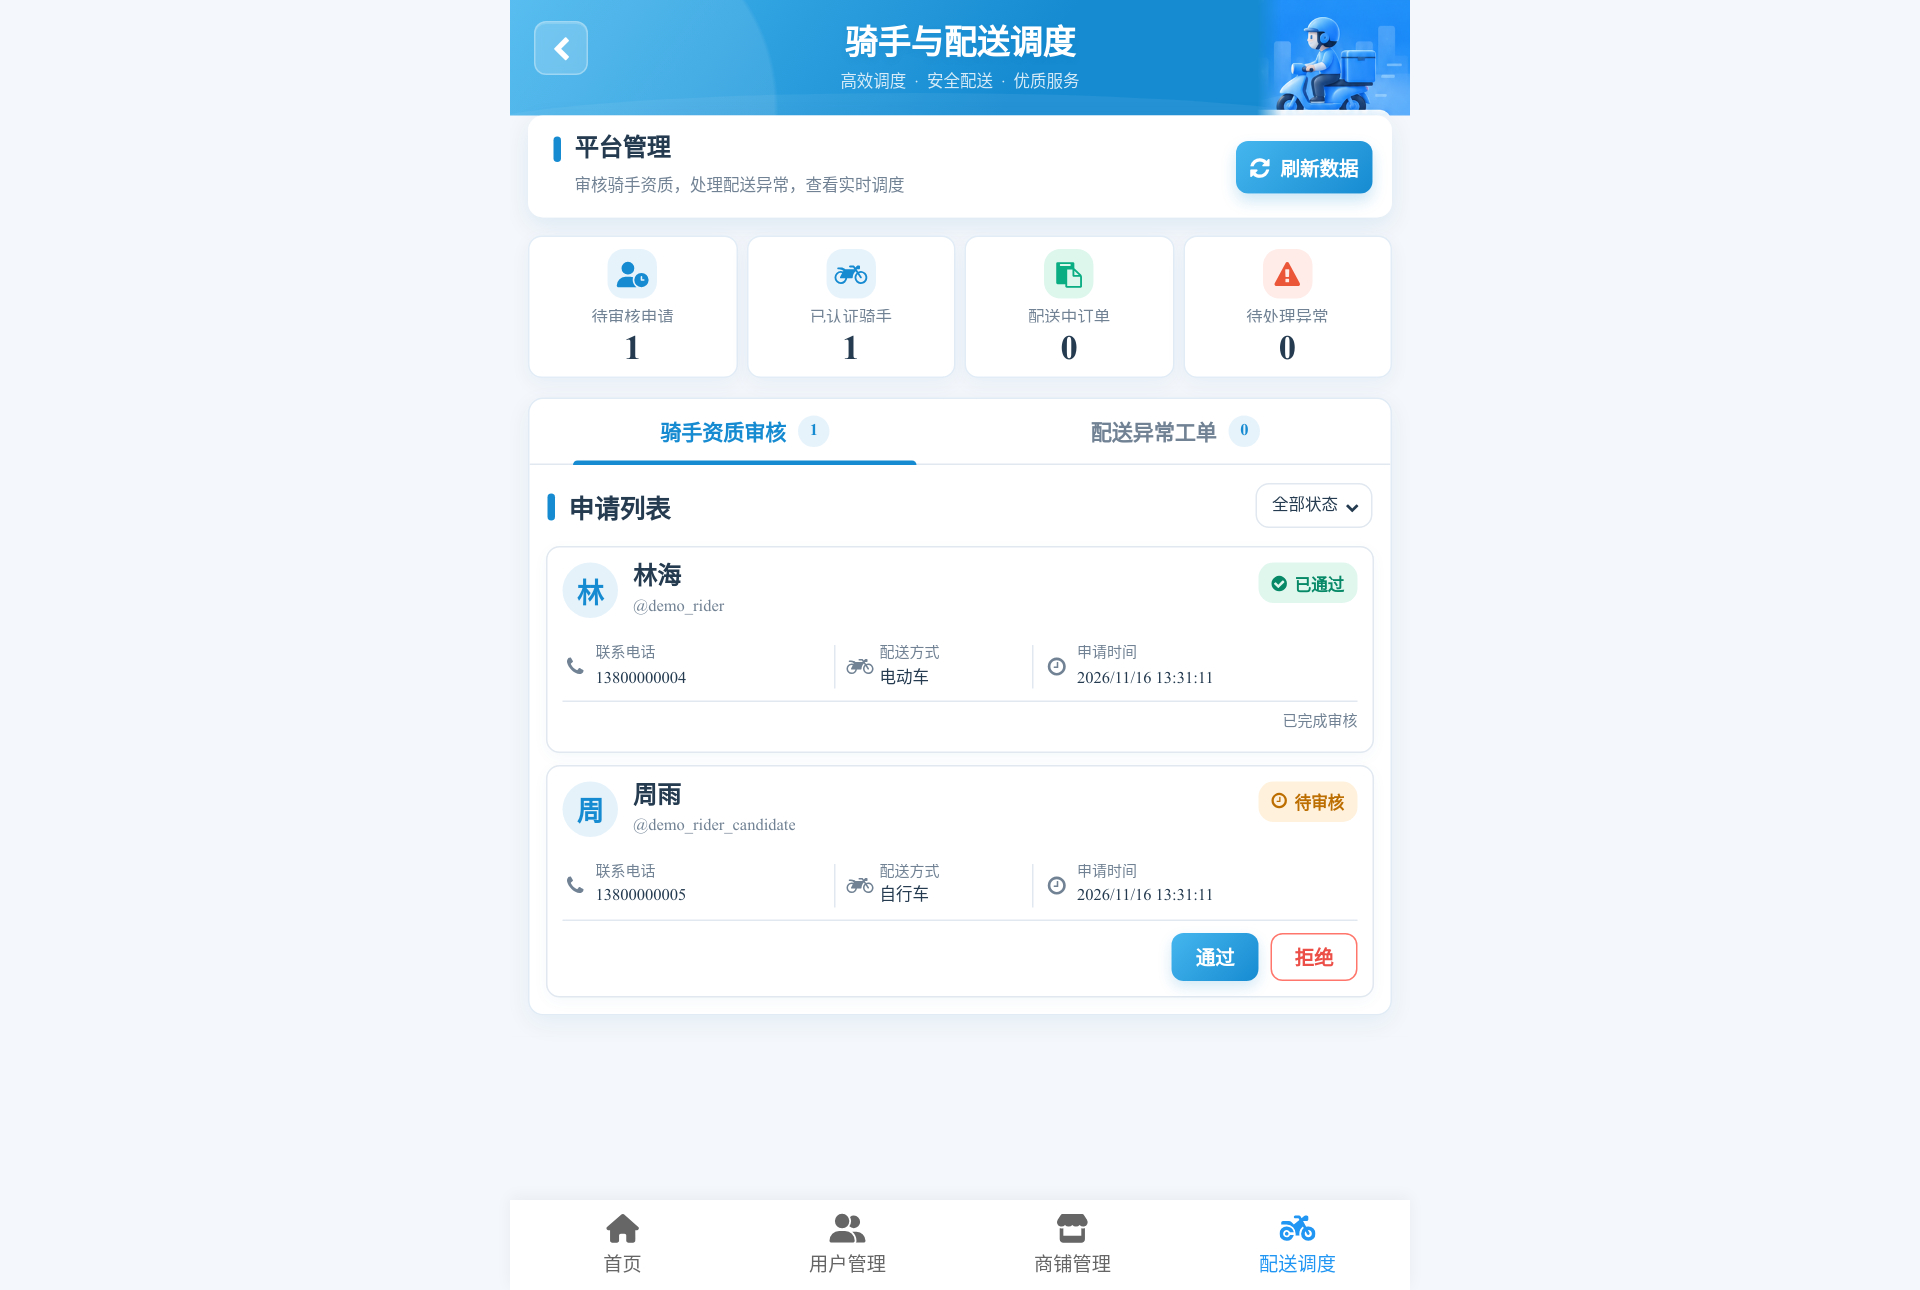 骑手与配送调度
高效调度 · 安全配送 · 优质服务
平台管理
审核骑手资质，处理配送异常，查看实时调度
刷新数据
待审核申请
1
已认证骑手
1
配送中订单
0
待处理异常
0
骑手资质审核 1
配送异常工单 0
申请列表
全部状态
林
林海
@demo_rider
已通过
联系电话
13800000004
配送方式
电动车
申请时间
2026/11/16 13:31:11
已完成审核
周
周雨
@demo_rider_candidate
待审核
联系电话
13800000005
配送方式
自行车
申请时间
2026/11/16 13:31:11
通过
拒绝
首页
用户管理
商铺管理
配送调度